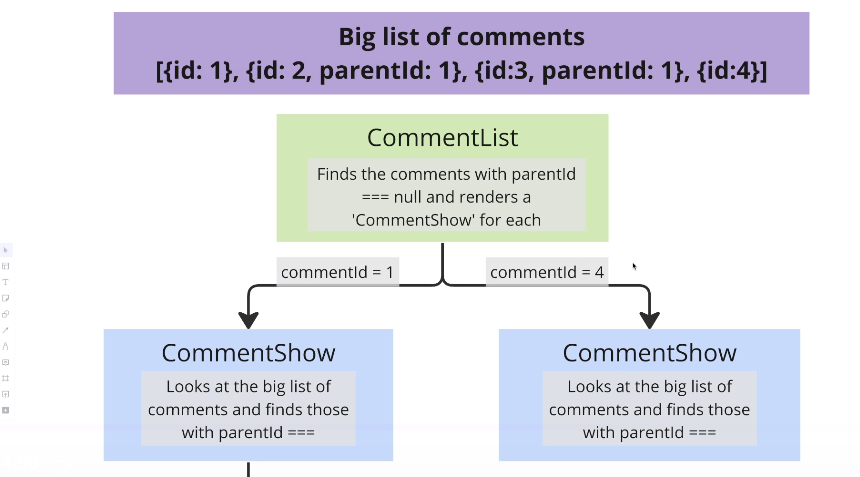 Big list of comments
[{id: 1}, {id: 2, parentId: 1}, {id:3, parentId: 1}, {id:4}]
CommentList
Finds the comments with parentId
=== null and renders a
'CommentShow' for each
commentId = 1
commentId = 4
CommentShow
Looks at the big list of
comments and finds those
with parentId ===
CommentShow
Looks at the big list of
comments and finds those
with parentId ===